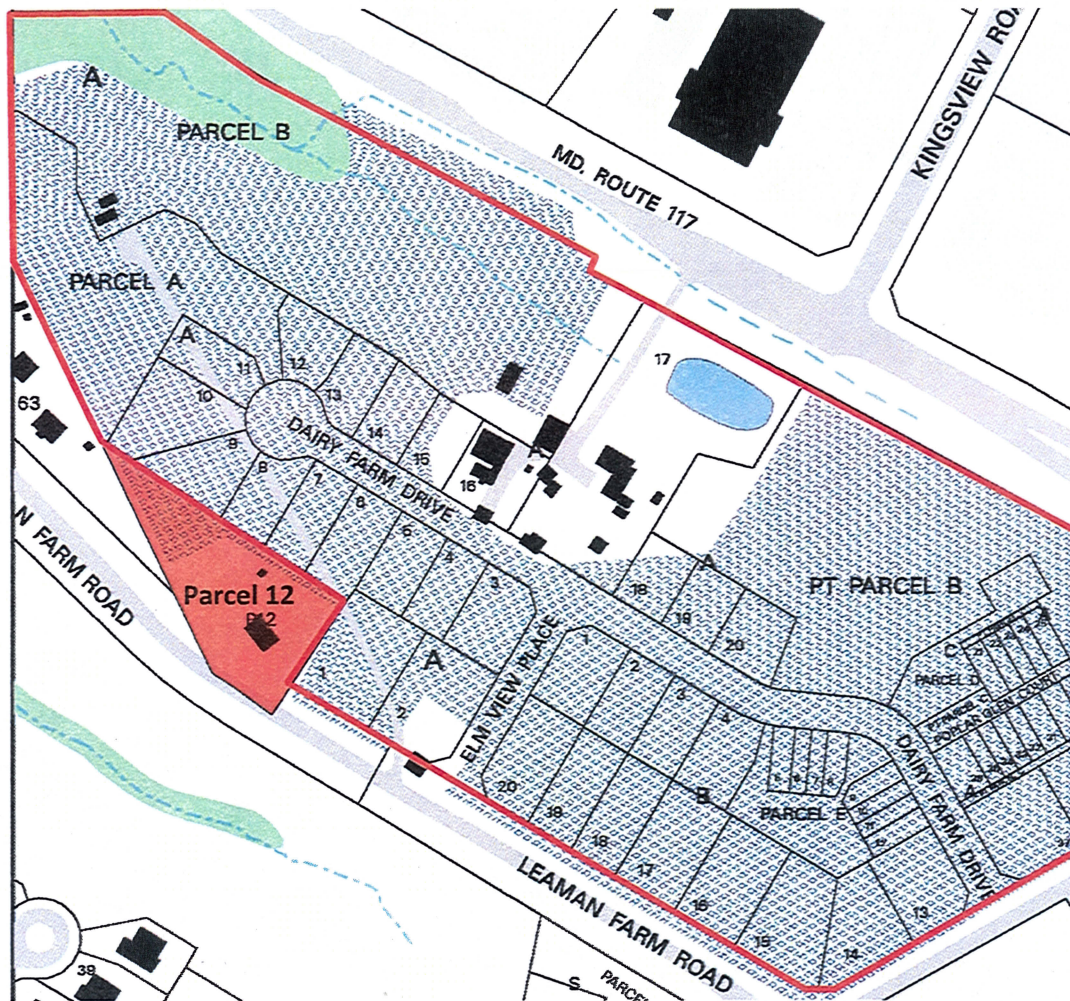 KINGSVIEW ROA
MD. ROUTE 117
A
PARCEL B
PARCEL A
A
12
11
13
10
14
15
9
8
7
DAIRY FARM DRIVE
16
17
A
63
N FARM ROAD
Parcel 12
6
5
4
3
18
19
20
A
PT PARCEL B
C
PARCEL D
POPLAR GLEN COURT
1
2
A
ELM VIEW PLACE
1
2
3
4
B
PARCEL E
DAIRY FARM DRIVE
20
19
18
17
16
15
14
13
LEAMAN FARM ROAD
39
S
PARCE